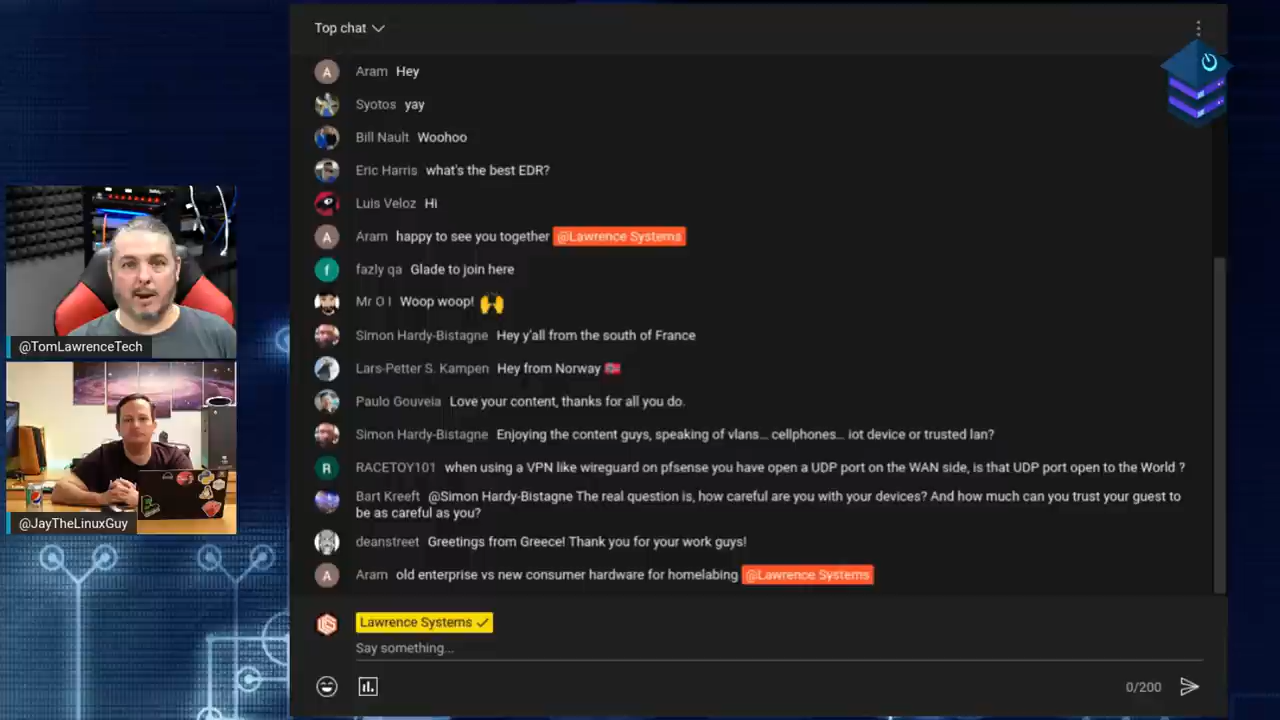 Top chat
Aram Hey
Syotos yay
Bill Nault Woohoo
Eric Harris what's the best EDR?
Luis Veloz Hi
Aram happy to see you together @Lawrence Systems
fazly qa Glade to join here
Mr O I Woop woop!
Simon Hardy-Bistagne Hey y'all from the south of France
Lars-Petter S. Kampen Hey from Norway
Paulo Gouveia Love your content, thanks for all you do.
Simon Hardy-Bistagne Enjoying the content guys, speaking of vlans... cellphones... iot device or trusted lan?
RACETOY101 when using a VPN like wireguard on pfsense you have open a UDP port on the WAN side, is that UDP port open to the World ?
Bart Kreeft @Simon Hardy-Bistagne The real question is, how careful are you with your devices? And how much can you trust your guest to
be as careful as you?
deanstreet Greetings from Greece! Thank you for your work guys!
Aram old enterprise vs new consumer hardware for homelabing @Lawrence Systems
Lawrence Systems
Say something...
0/200
@TomLawrenceTech
@JayTheLinuxGuy